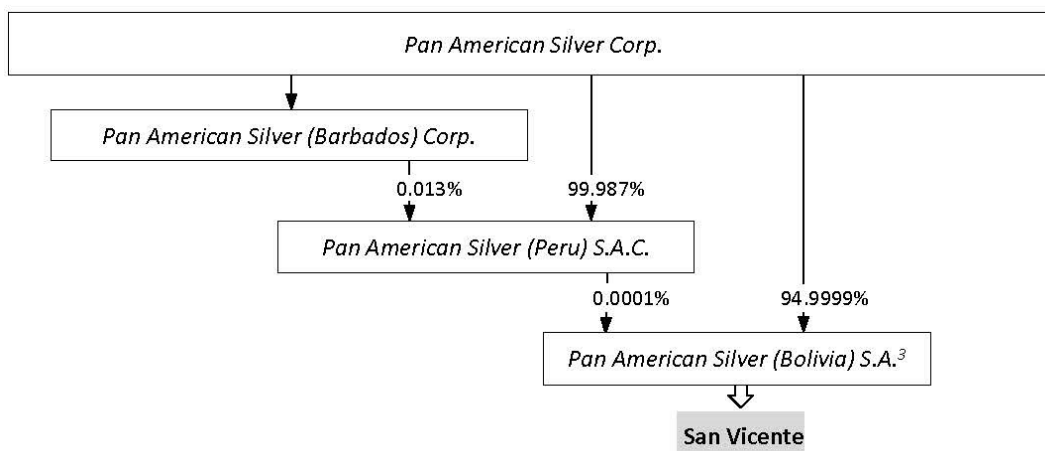 Pan American Silver Corp.
Pan American Silver (Barbados) Corp.
0.013%
99.987%
Pan American Silver (Peru) S.A.C.
0.0001%
94.9999%
Pan American Silver (Bolivia) S.A.³
San Vicente